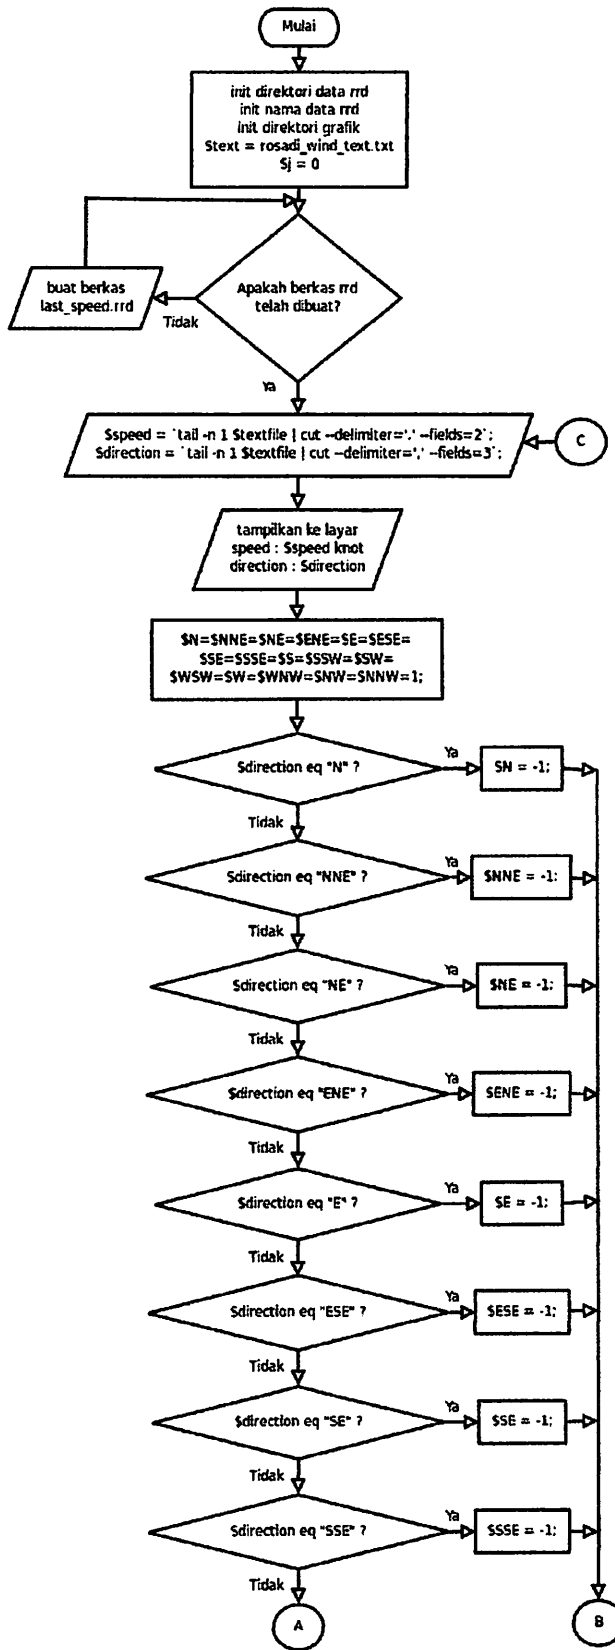 Mulai
init direktori data rrd
init nama data rrd
init direktori grafik
$text = rosadi_wind_text.txt
$j = 0
Apakah berkas rrd
telah dibuat?
buat berkas
last_speed.rrd
Tidak
Ya
$speed = `tail -n 1 $textfile | cut --delimiter=',' --fields=2`;
$direction = `tail -n 1 $textfile | cut --delimiter=',' --fields=3`;
C
tampilkan ke layar
speed : $speed knot
direction : $direction
$N=$NNE=$NE=$ENE=$E=$ESE=
$SE=$SSE=$S=$SSW=$SW=
$WSW=$W=$WNW=$NW=$NNW=1;
$direction eq "N" ?
Ya
$N = -1;
Tidak
$direction eq "NNE" ?
Ya
$NNE = -1;
Tidak
$direction eq "NE" ?
Ya
$NE = -1;
Tidak
$direction eq "ENE" ?
Ya
$ENE = -1;
Tidak
$direction eq "E" ?
Ya
$E = -1;
Tidak
$direction eq "ESE" ?
Ya
$ESE = -1;
Tidak
$direction eq "SE" ?
Ya
$SE = -1;
Tidak
$direction eq "SSE" ?
Ya
$SSE = -1;
Tidak
A
B